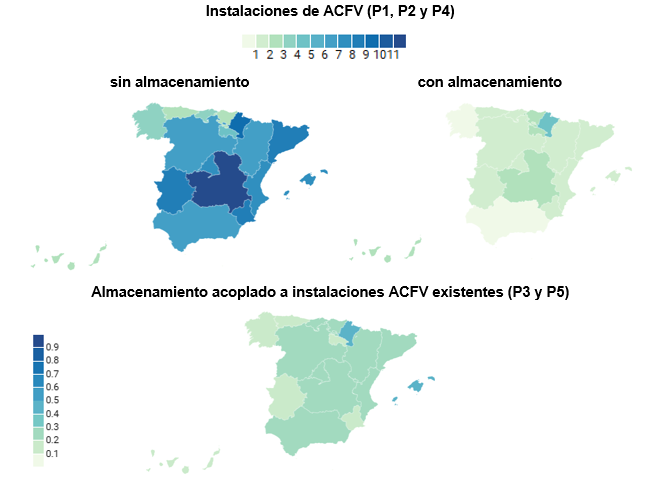 Instalaciones de ACFV (P1, P2 y P4)
1 2 3 4 5 6 7 8 9 10 11
sin almacenamiento
con almacenamiento
Almacenamiento acoplado a instalaciones ACFV existentes (P3 y P5)
0.9
0.8
0.7
0.6
0.5
0.4
0.3
0.2
0.1